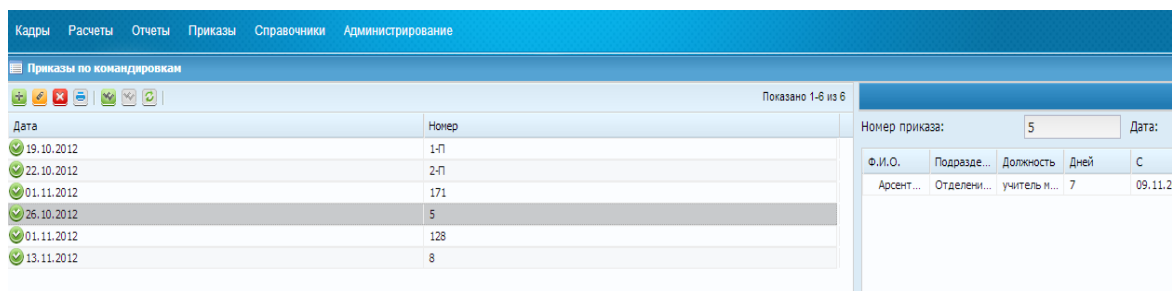 Кадры Расчеты Отчеты Приказы Справочники Администрирование
Приказы по командировкам
Показано 1-6 из 6
Дата Номер
19.10.2012 1-П
22.10.2012 2-П
01.11.2012 171
26.10.2012 5
01.11.2012 128
13.11.2012 8
Номер приказа: 5 Дата:
Ф.И.О. Подразде... Должность Дней С
Арсент... Отделени... учитель м... 7 09.11.2